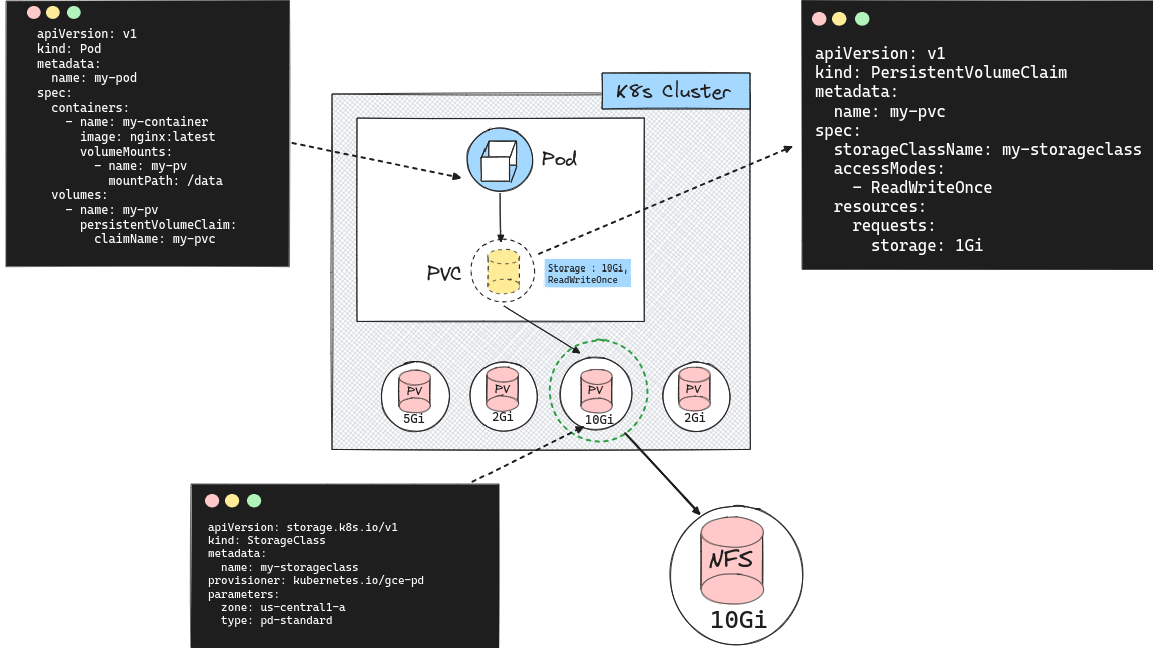 apiVersion: v1
kind: Pod
metadata:
  name: my-pod
spec:
  containers:
    - name: my-container
      image: nginx:latest
      volumeMounts:
        - name: my-pv
          mountPath: /data
  volumes:
    - name: my-pv
      persistentVolumeClaim:
        claimName: my-pvc
K8s Cluster
Pod
PVC
Storage : 10Gi,
ReadWriteOnce
apiVersion: v1
kind: PersistentVolumeClaim
metadata:
  name: my-pvc
spec:
  storageClassName: my-storageclass
  accessModes:
    - ReadWriteOnce
  resources:
    requests:
      storage: 1Gi
PV
5Gi
PV
2Gi
PV
10Gi
PV
2Gi
apiVersion: storage.k8s.io/v1
kind: StorageClass
metadata:
  name: my-storageclass
provisioner: kubernetes.io/gce-pd
parameters:
  zone: us-central1-a
  type: pd-standard
NFS
10Gi